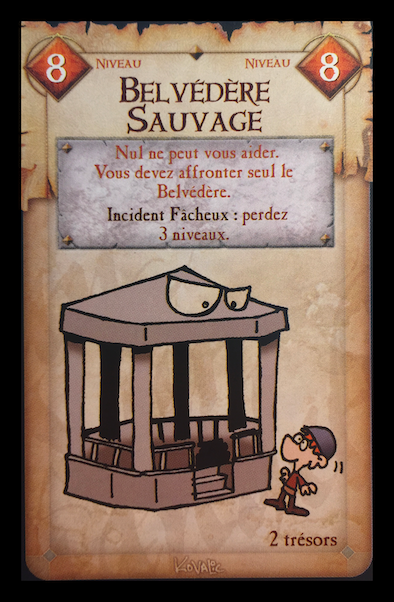 8 Niveau Niveau 8
Belvédère
Sauvage
Nul ne peut vous aider.
Vous devez affronter seul le
Belvédère.
Incident Fâcheux : perdez
3 niveaux.
2 trésors
Kovalic